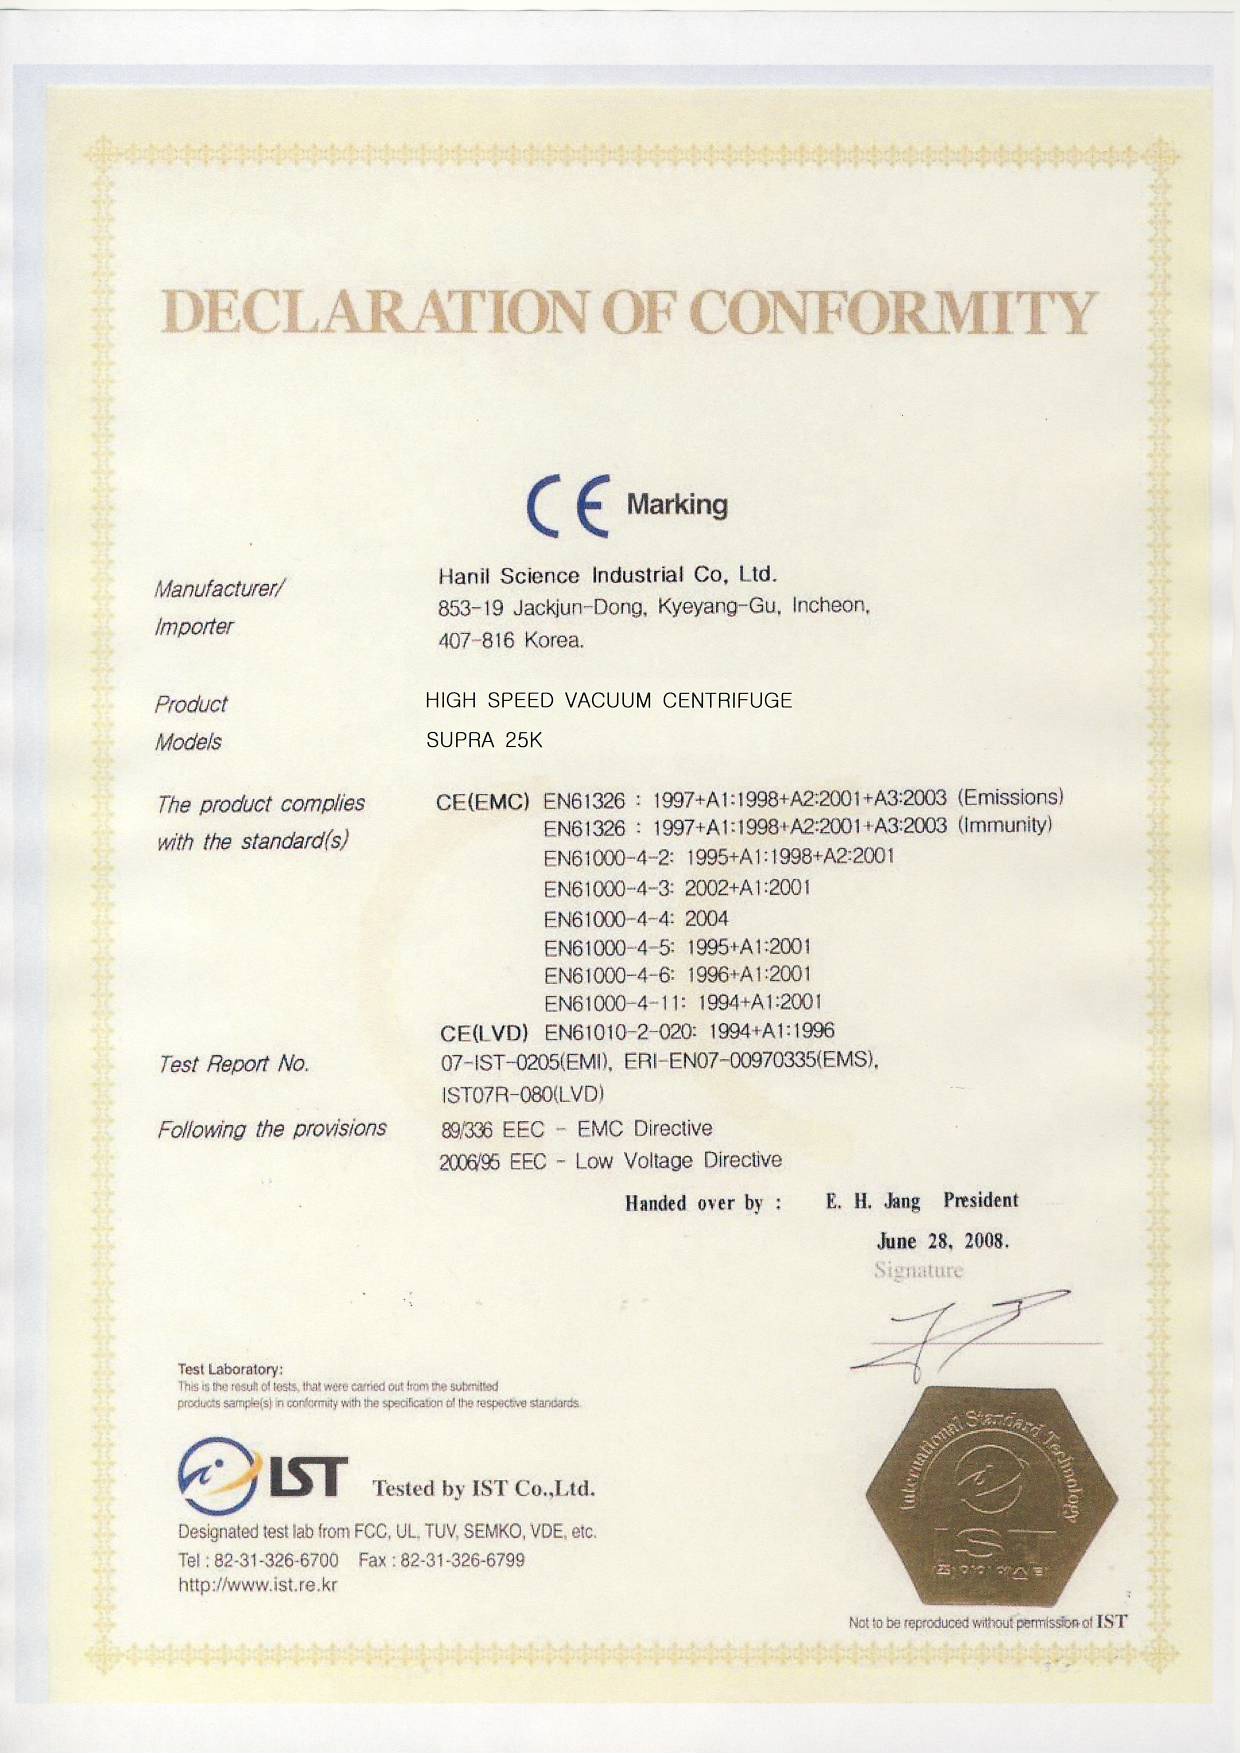 DECLARATION OF CONFORMITY
CE Marking
Manufacturer/
Importer
Hanil Science Industrial Co, Ltd.
853-19 Jackjun-Dong, Kyeyang-Gu, Incheon,
407-816 Korea.
Product HIGH SPEED VACUUM CENTRIFUGE
Models SUPRA 25K
The product complies
with the standard(s)
CE(EMC) EN61326 : 1997+A1:1998+A2:2001+A3:2003 (Emissions)
EN61326 : 1997+A1:1998+A2:2001+A3:2003 (Immunity)
EN61000-4-2: 1995+A1:1998+A2:2001
EN61000-4-3: 2002+A1:2001
EN61000-4-4: 2004
EN61000-4-5: 1995+A1:2001
EN61000-4-6: 1996+A1:2001
EN61000-4-11: 1994+A1:2001
CE(LVD) EN61010-2-020: 1994+A1:1996
Test Report No. 07-IST-0205(EMI), ERI-EN07-00970335(EMS),
IST07R-080(LVD)
Following the provisions 89/336 EEC - EMC Directive
2006/95 EEC - Low Voltage Directive
Handed over by : E. H. Jang President
June 28, 2008.
Signature
Test Laboratory:
This is the result of tests, that were carried out from the submitted
products sample(s) in conformity with the specification of the respective standards.
IST Tested by IST Co.,Ltd.
Designated test lab from FCC, UL, TUV, SEMKO, VDE, etc.
Tel : 82-31-326-6700 Fax : 82-31-326-6799
http://www.ist.re.kr
International Standard Technology
IST
Not to be reproduced without permission of IST